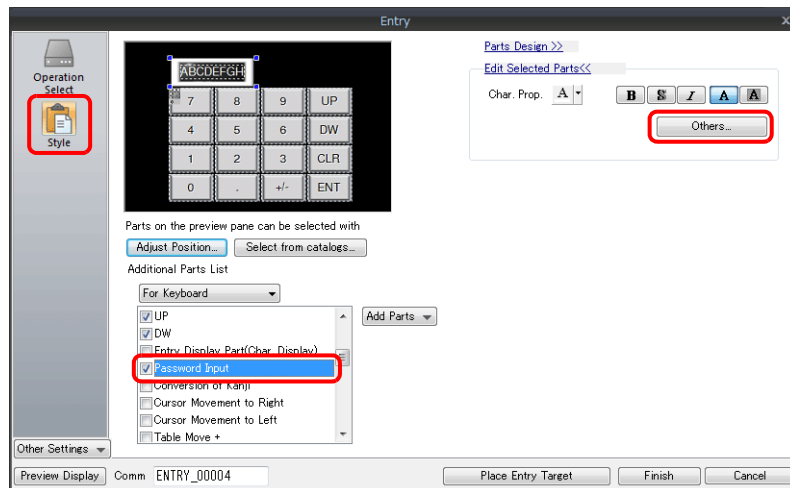 Entry
x
Operation
Select
Style
ABCDEFGH
7 8 9 UP
4 5 6 DW
1 2 3 CLR
0 . +/- ENT
Parts Design >>
Edit Selected Parts<<
Char. Prop. A B S I A A
Others...
Parts on the preview pane can be selected with
Adjust Position... Select from catalogs...
Additional Parts List
For Keyboard
UP
DW
Entry Display Part(Char. Display)
Password Input
Conversion of Kanji
Cursor Movement to Right
Cursor Movement to Left
Table Move +
Add Parts
Other Settings
Preview Display Comm ENTRY_00004 Place Entry Target Finish Cancel